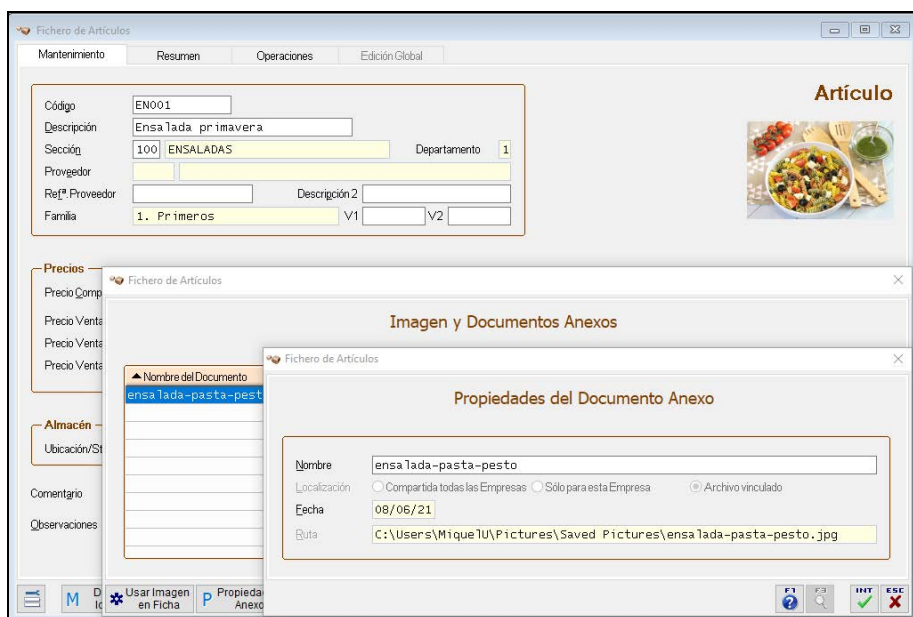 Fichero de Artículos
Mantenimiento Resumen Operaciones Edición Global
Artículo
Código EN001
Descripción Ensalada primavera
Sección 100 ENSALADAS Departamento 1
Proveedor
Refª. Proveedor Descripción 2
Familia 1. Primeros V1 V2
Precios
Precio Comp
Precio Venta
Precio Venta
Precio Venta
Almacén
Ubicación/St
Comentario
Observaciones
Fichero de Artículos
Imagen y Documentos Anexos
Nombre del Documento
ensalada-pasta-pest
Fichero de Artículos
Propiedades del Documento Anexo
Nombre ensalada-pasta-pesto
Localización Compartida todas las Empresas Sólo para esta Empresa Archivo vinculado
Fecha 08/06/21
Ruta C:\Users\MiquelU\Pictures\Saved Pictures\ensalada-pasta-pesto.jpg
M D
Usar Imagen en Ficha
P Propieda Anexo
F1 F3 INT ESC